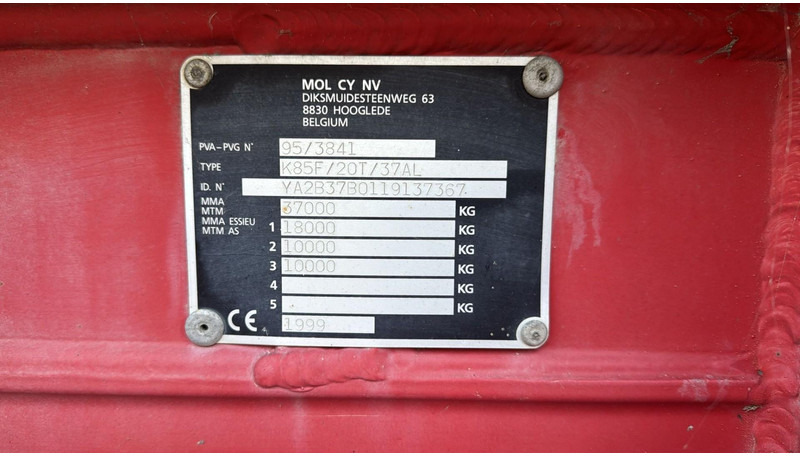 MOL CY NV
DIKSMUIDESTEENWEG 63
8830 HOOGLEDE
BELGIUM
PVA-PVG N° 95/384I
TYPE K85F/20T/37AL
ID. N° YA2B37B0119137367
MMA
MTM 37000 KG
MMA ESSIEU
MTM AS 1 18000 KG
2 10000 KG
3 10000 KG
4 KG
5 KG
CE 1999